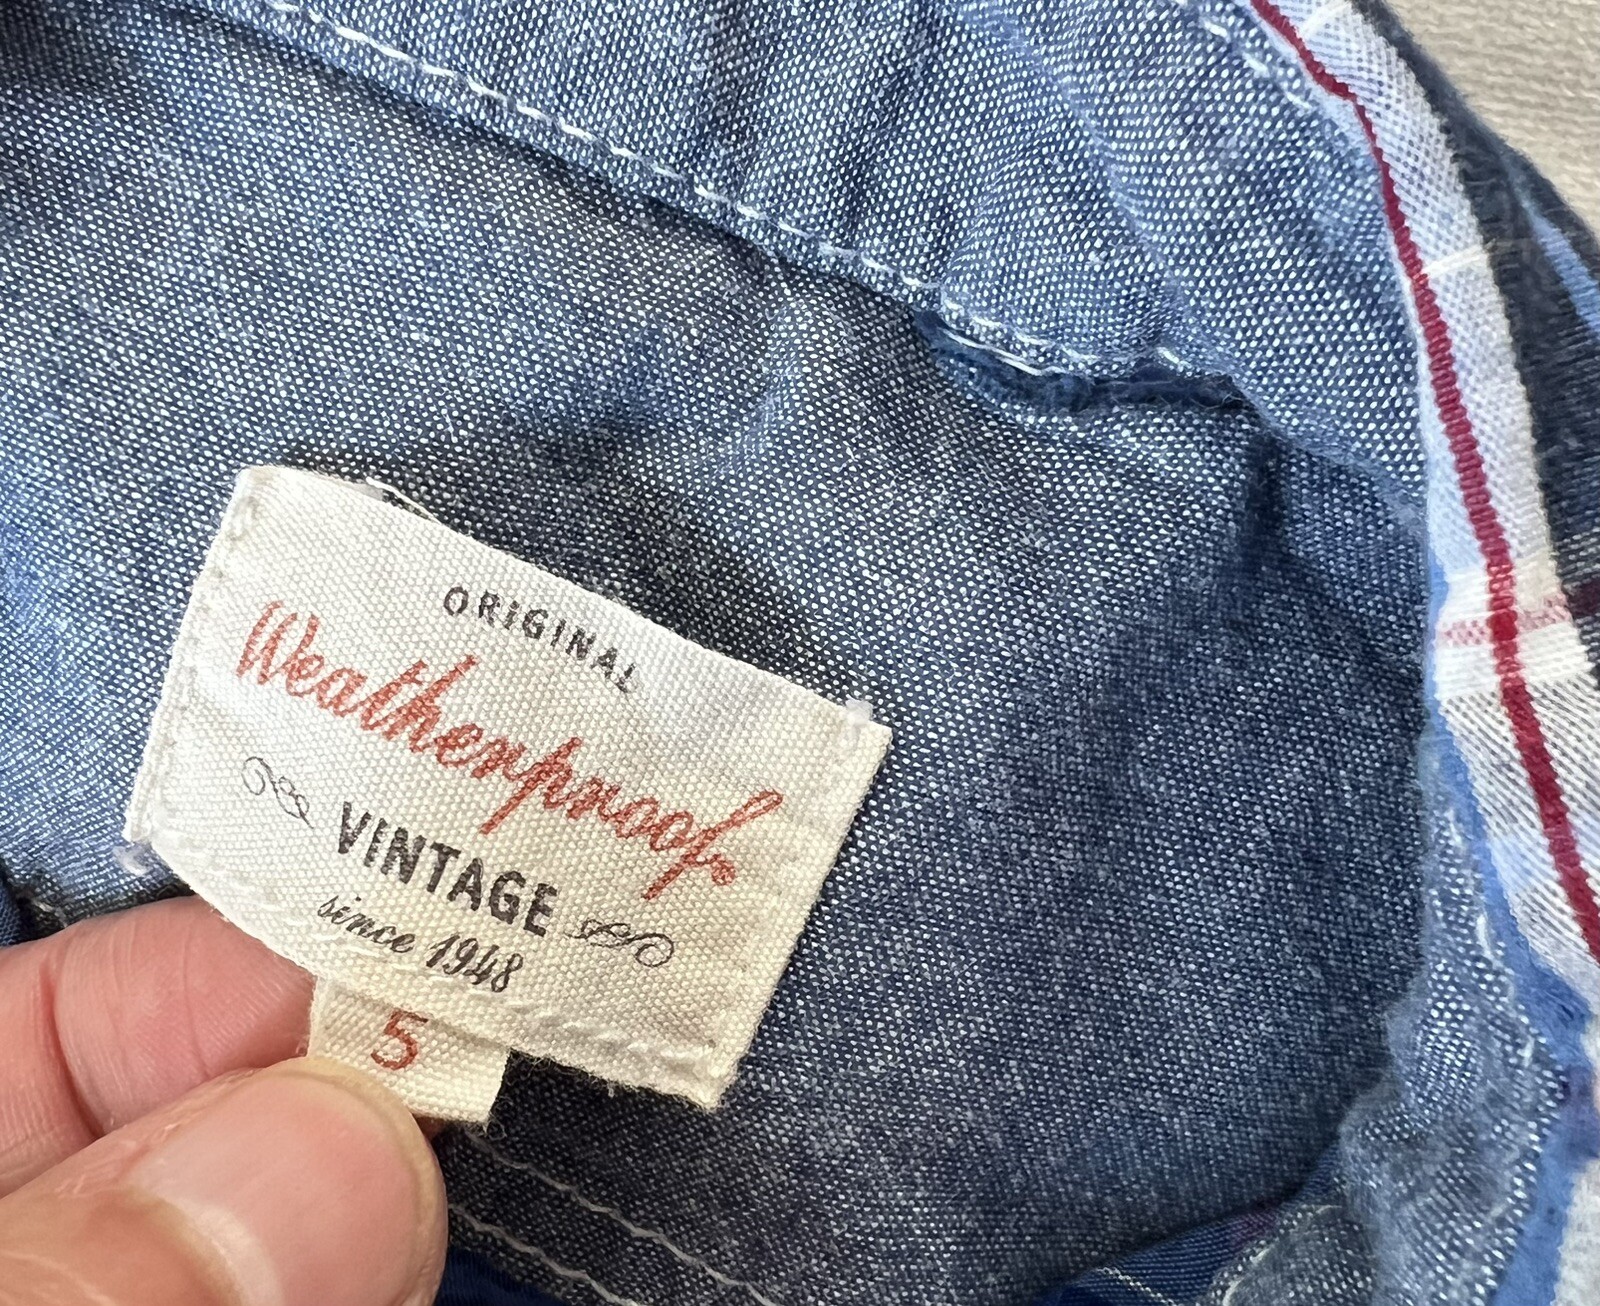 ORIGINAL
Weatherproof
VINTAGE
since 1948
5